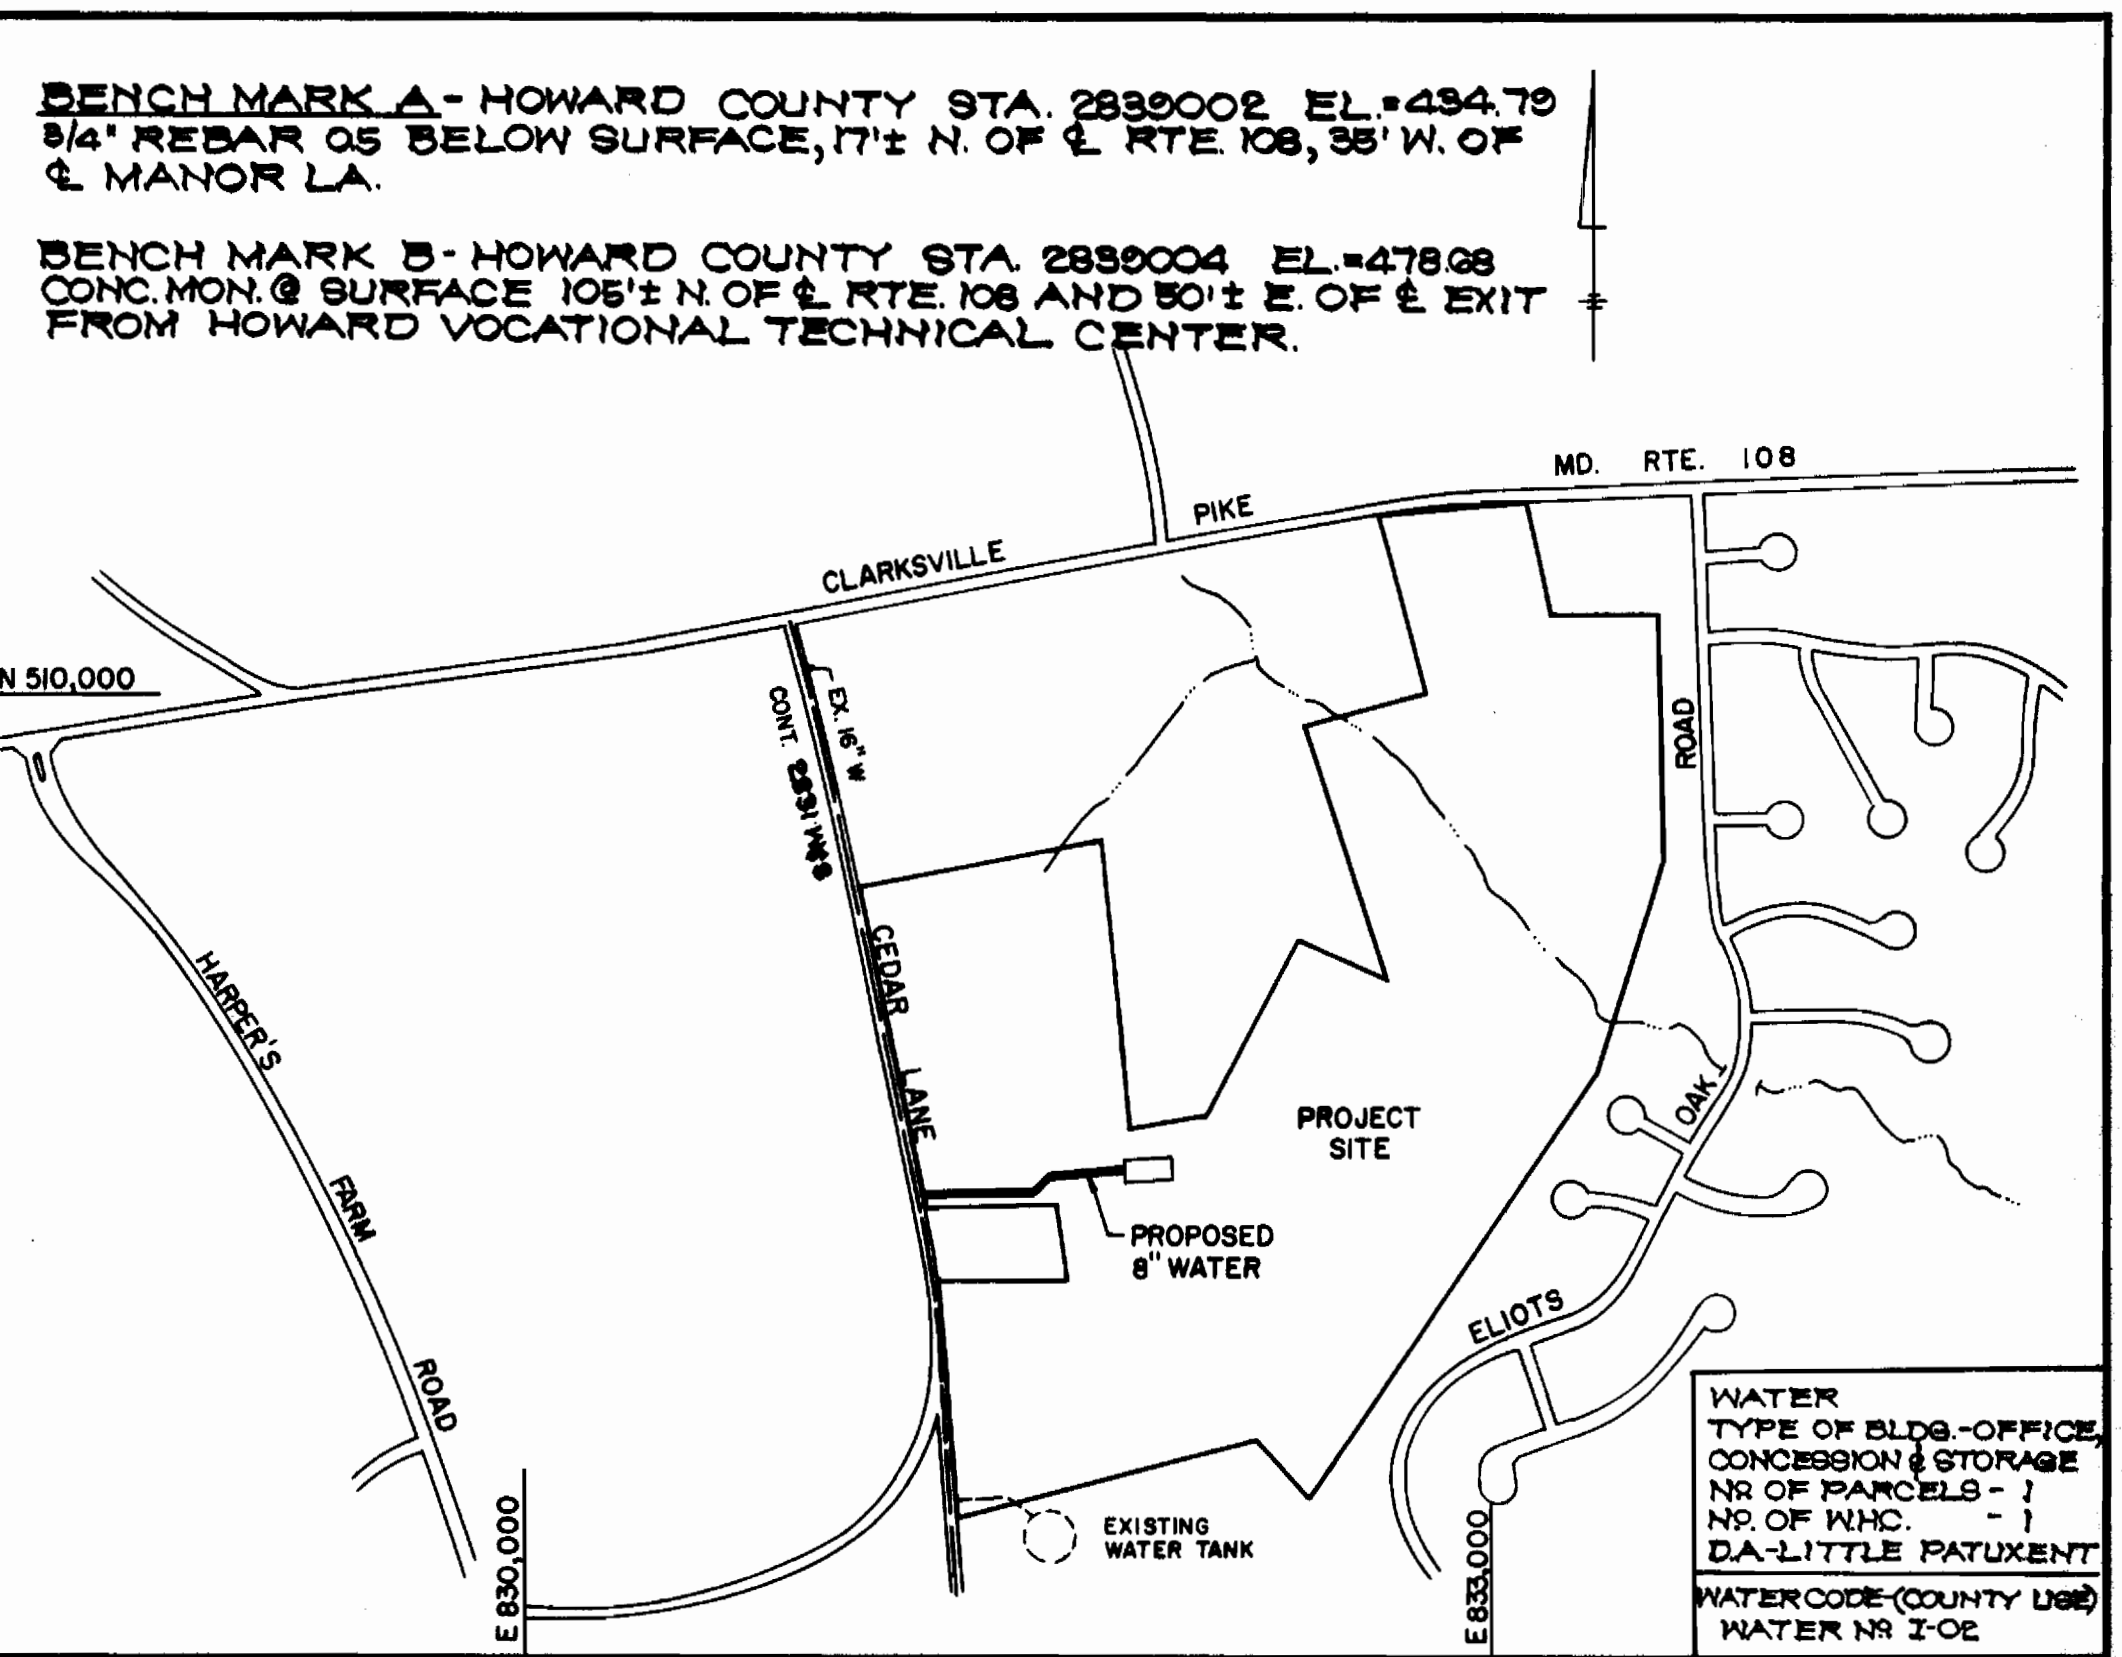 BENCH MARK A - HOWARD COUNTY STA. 2839002 EL.=434.79
3/4" REBAR 0.5 BELOW SURFACE, 17'± N. OF ℄ RTE. 108, 35' W. OF
℄ MANOR LA.
BENCH MARK B - HOWARD COUNTY STA. 2839004 EL.=478.68
CONC. MON. @ SURFACE 105'± N. OF ℄ RTE. 108 AND 50'± E. OF ℄ EXIT
FROM HOWARD VOCATIONAL TECHNICAL CENTER.
MD. RTE. 108
CLARKSVILLE PIKE
N 510,000
EX. 16" W
CONT. 2831 W&S
CEDAR LANE
HARPER'S FARM ROAD
ROAD
OAK
ELIOTS
PROJECT
SITE
PROPOSED
8" WATER
EXISTING
WATER TANK
E 830,000
E 833,000
WATER
TYPE OF BLDG.-OFFICE,
CONCESSION & STORAGE
Nº OF PARCELS - 1
Nº. OF W.H.C. - 1
D.A-LITTLE PATUXENT
WATER CODE-(COUNTY USE)
WATER Nº I-02